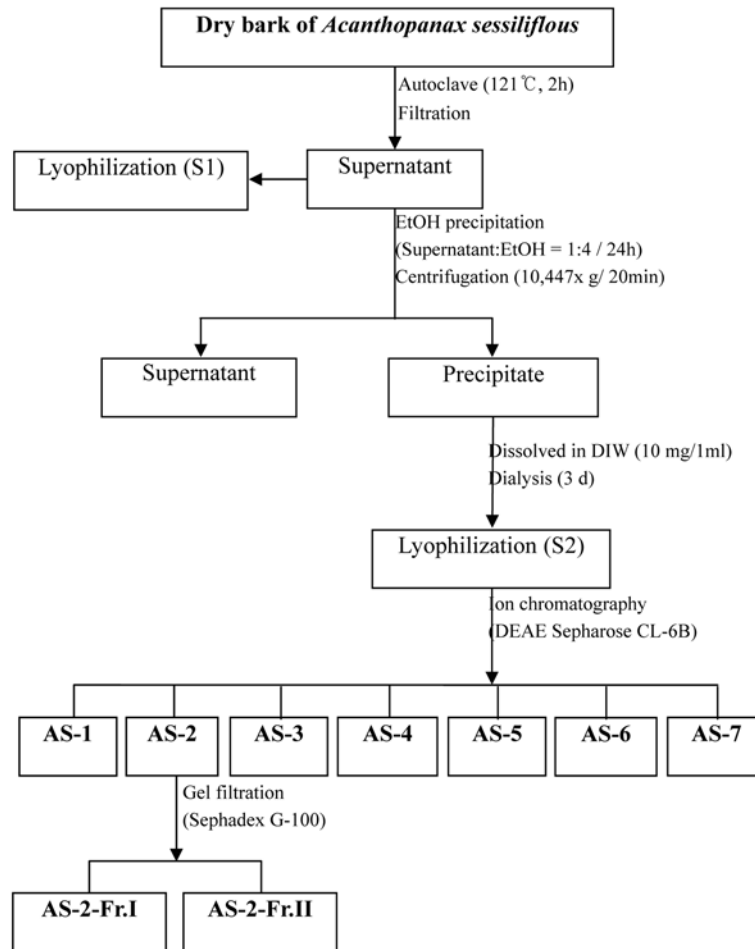 Dry bark of Acanthopanax sessiliflous
Autoclave (121℃, 2h)
Filtration
Lyophilization (S1)
Supernatant
EtOH precipitation
(Supernatant:EtOH = 1:4 / 24h)
Centrifugation (10,447x g/ 20min)
Supernatant
Precipitate
Dissolved in DIW (10 mg/1ml)
Dialysis (3 d)
Lyophilization (S2)
Ion chromatography
(DEAE Sepharose CL-6B)
AS-1
AS-2
AS-3
AS-4
AS-5
AS-6
AS-7
Gel filtration
(Sephadex G-100)
AS-2-Fr.I
AS-2-Fr.II